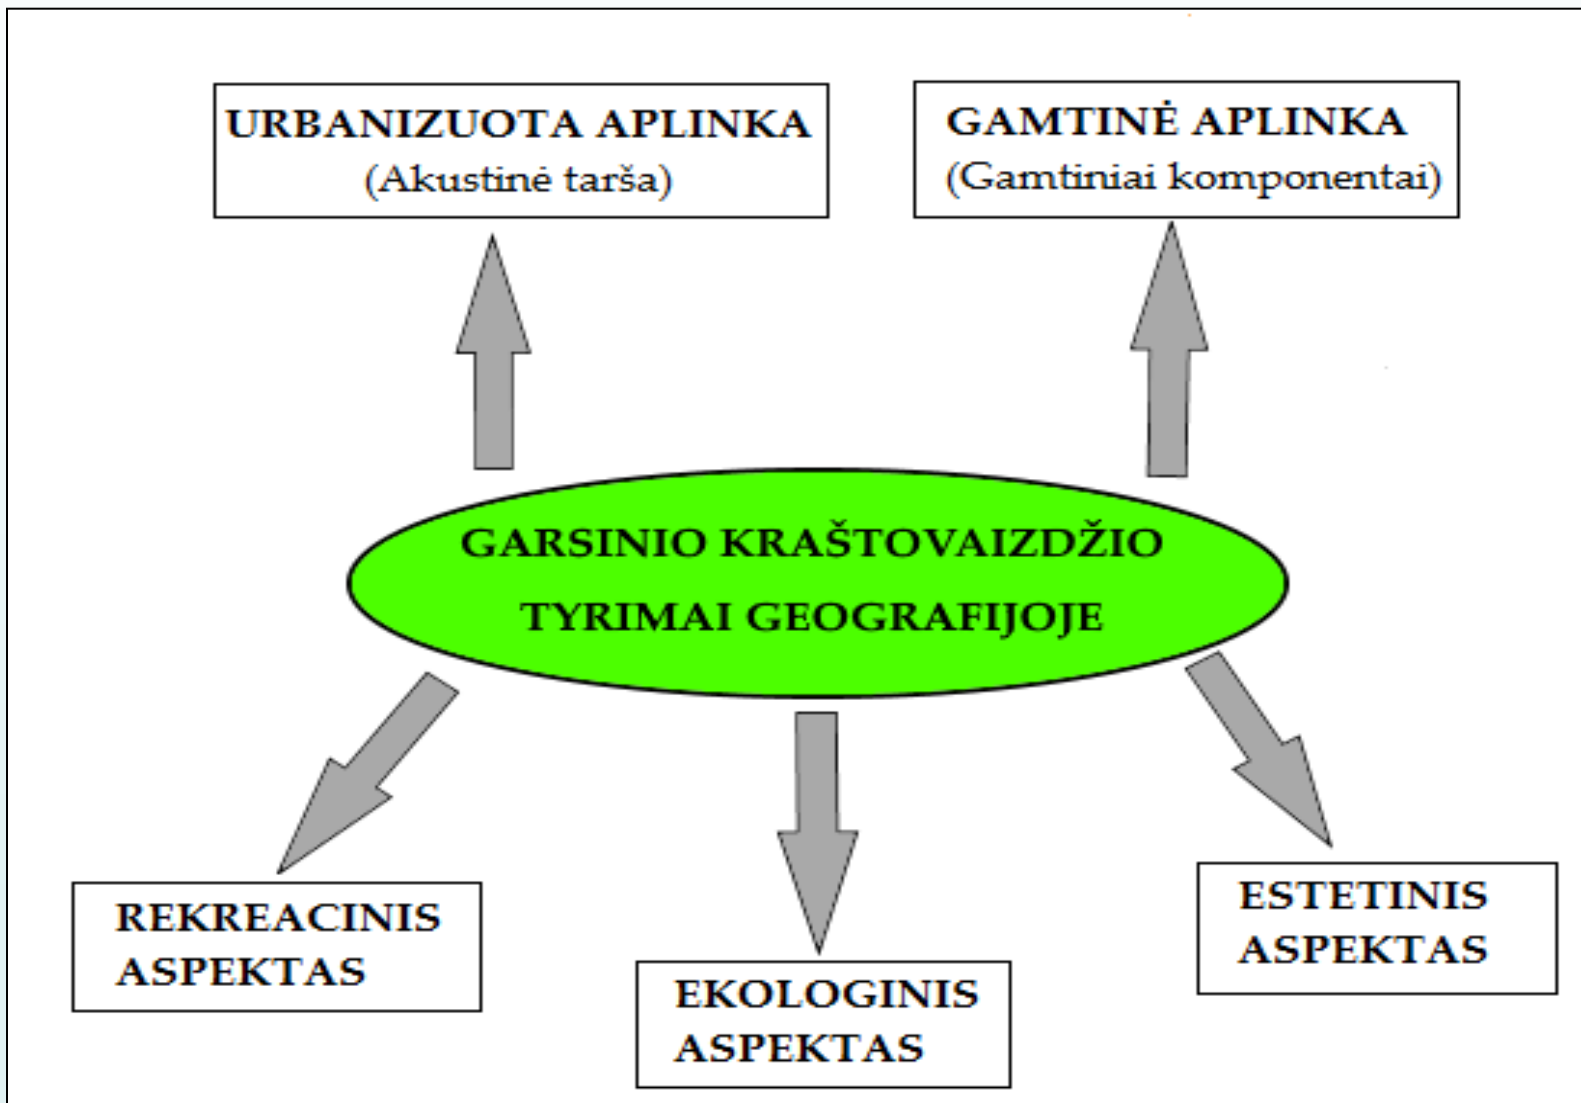 URBANIZUOTA APLINKA
(Akustinė tarša)
GAMTINĖ APLINKA
(Gamtiniai komponentai)
GARSINIO KRAŠTOVAIZDŽIO
TYRIMAI GEOGRAFIJOJE
REKREACINIS
ASPEKTAS
EKOLOGINIS
ASPEKTAS
ESTETINIS
ASPEKTAS